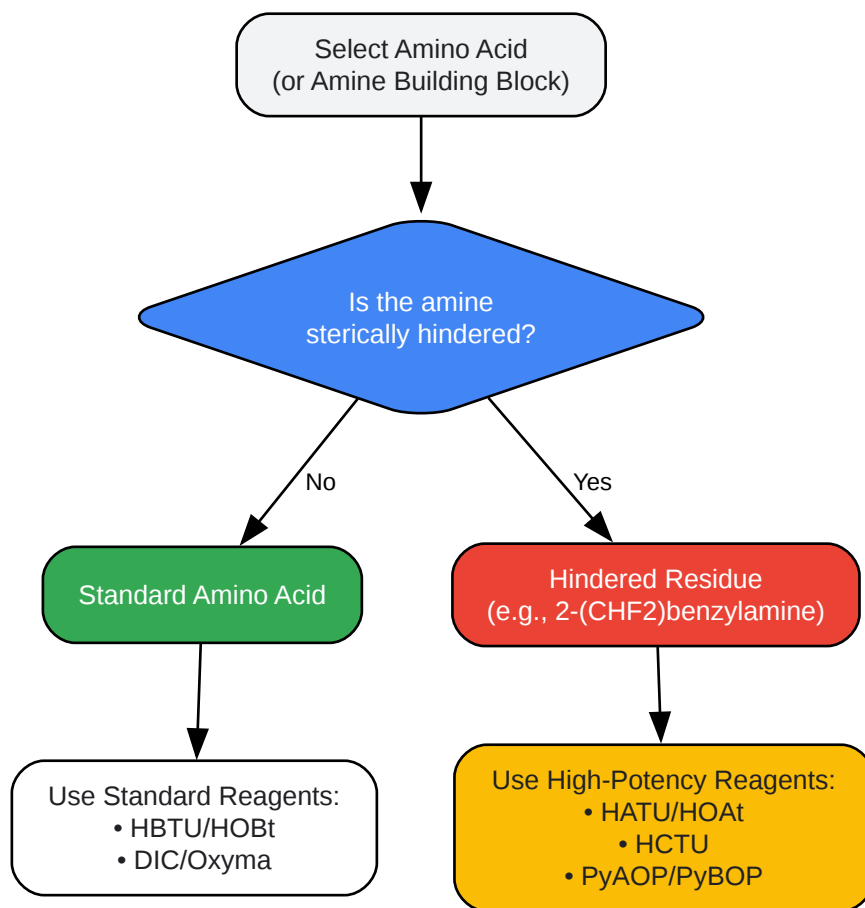 Select Amino Acid
(or Amine Building Block)
Is the amine
sterically hindered?
No
Yes
Standard Amino Acid
Hindered Residue
(e.g., 2-(CHF2)benzylamine)
Use Standard Reagents:
• HBTU/HOBt
• DIC/Oxyma
Use High-Potency Reagents:
• HATU/HOAt
• HCTU
• PyAOP/PyBOP